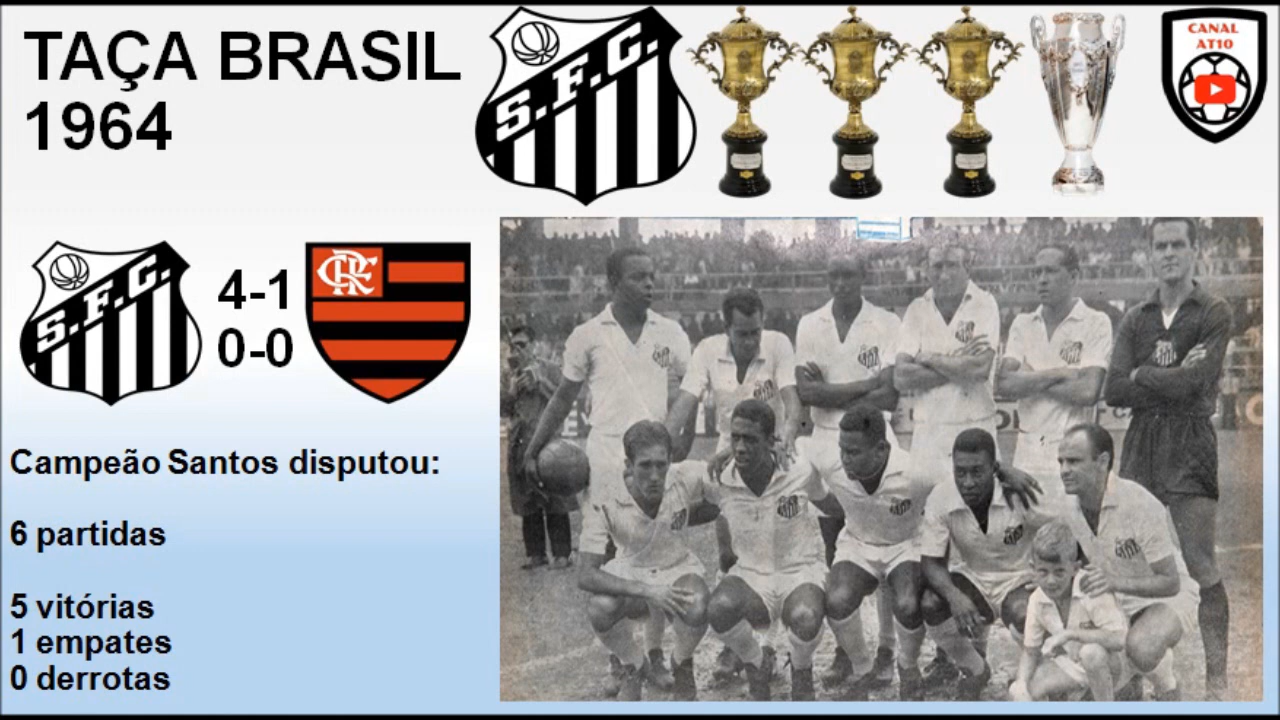 TAÇA BRASIL
1964
S.F.C.
CANAL
AT10
S.F.C.
4-1
0-0
CRF
Campeão Santos disputou:
6 partidas
5 vitórias
1 empates
0 derrotas